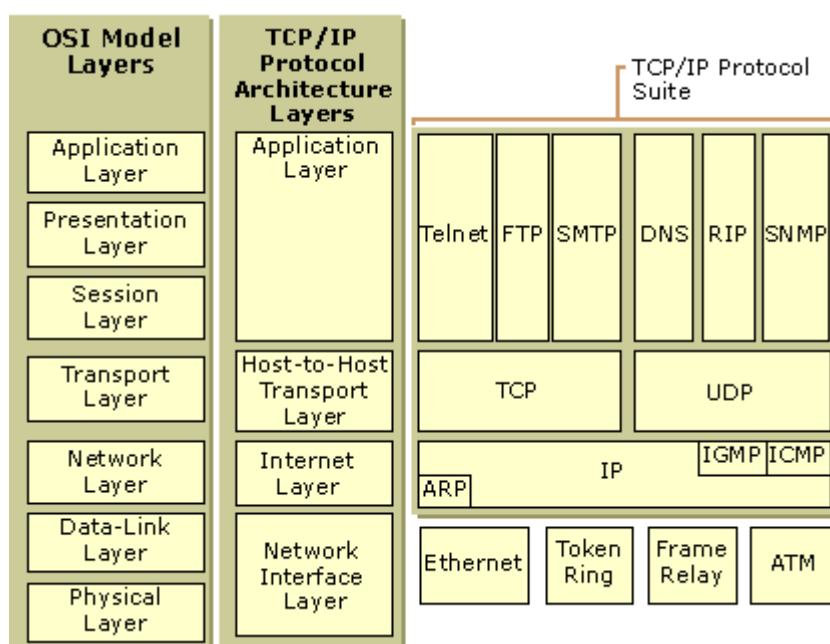 OSI Model
Layers
TCP/IP
Protocol
Architecture
Layers
TCP/IP Protocol
Suite
Application
Layer
Presentation
Layer
Session
Layer
Transport
Layer
Network
Layer
Data-Link
Layer
Physical
Layer
Application
Layer
Host-to-Host
Transport
Layer
Internet
Layer
Network
Interface
Layer
Telnet
FTP
SMTP
DNS
RIP
SNMP
TCP
UDP
IP
IGMP
ICMP
ARP
Ethernet
Token
Ring
Frame
Relay
ATM